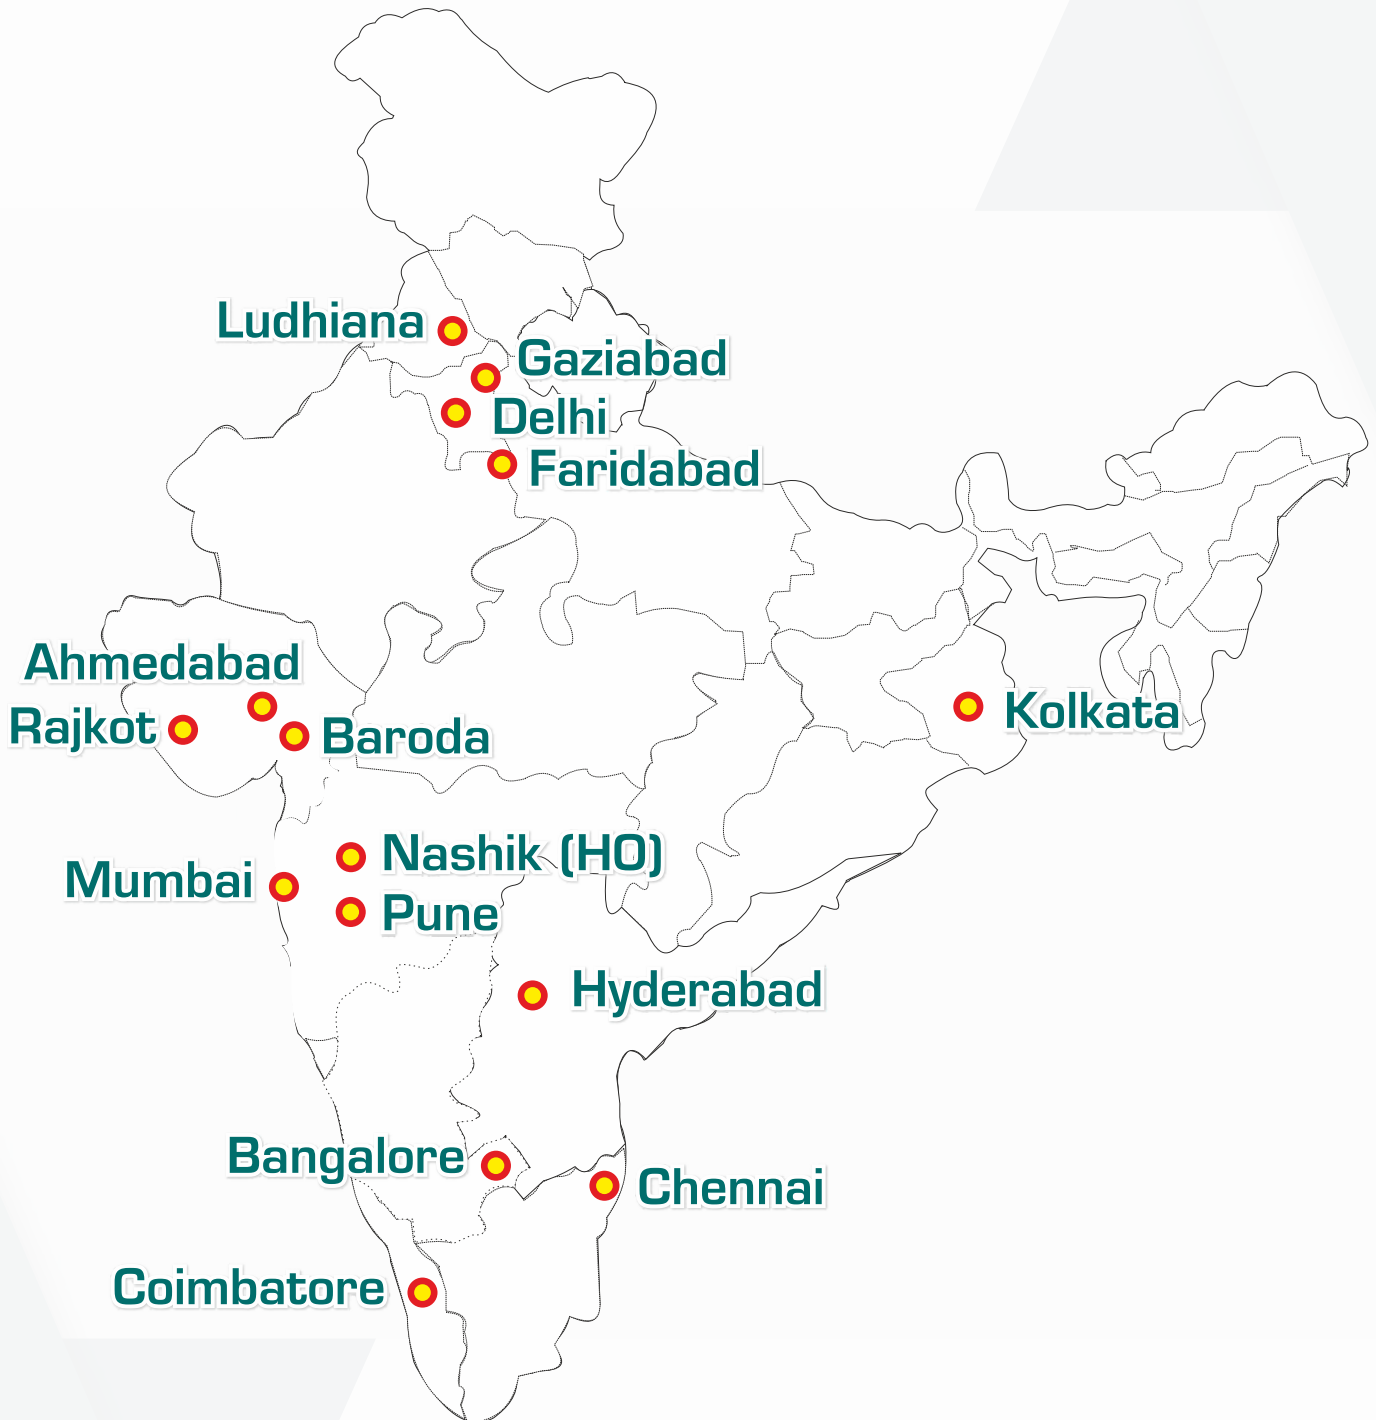 Ludhiana
Gaziabad
Delhi
Faridabad
Ahmedabad
Rajkot
Baroda
Kolkata
Nashik (HO)
Mumbai
Pune
Hyderabad
Bangalore
Chennai
Coimbatore